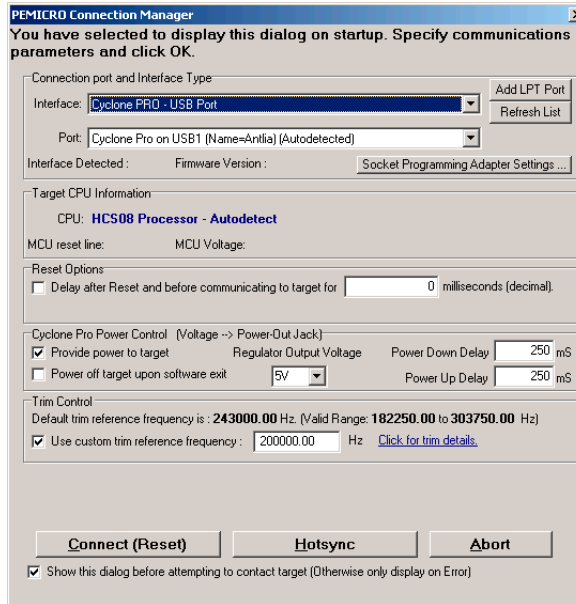 PEMICRO Connection Manager
You have selected to display this dialog on startup. Specify communications
parameters and click OK.
Connection port and Interface Type
Add LPT Port
Interface: Cyclone PRO - USB Port
Refresh List
Port: Cyclone Pro on USB1 (Name=Antlia) (Autodetected)
Interface Detected : Firmware Version : Socket Programming Adapter Settings ...
Target CPU Information
CPU: HCS08 Processor - Autodetect
MCU reset line: MCU Voltage:
Reset Options
Delay after Reset and before communicating to target for 0 milliseconds (decimal).
Cyclone Pro Power Control (Voltage --> Power-Out Jack)
Provide power to target Regulator Output Voltage Power Down Delay 250 mS
Power off target upon software exit 5V Power Up Delay 250 mS
Trim Control
Default trim reference frequency is : 243000.00 Hz. (Valid Range: 182250.00 to 303750.00 Hz)
Use custom trim reference frequency : 200000.00 Hz Click for trim details.
Connect (Reset) Hotsync Abort
Show this dialog before attempting to contact target (Otherwise only display on Error)